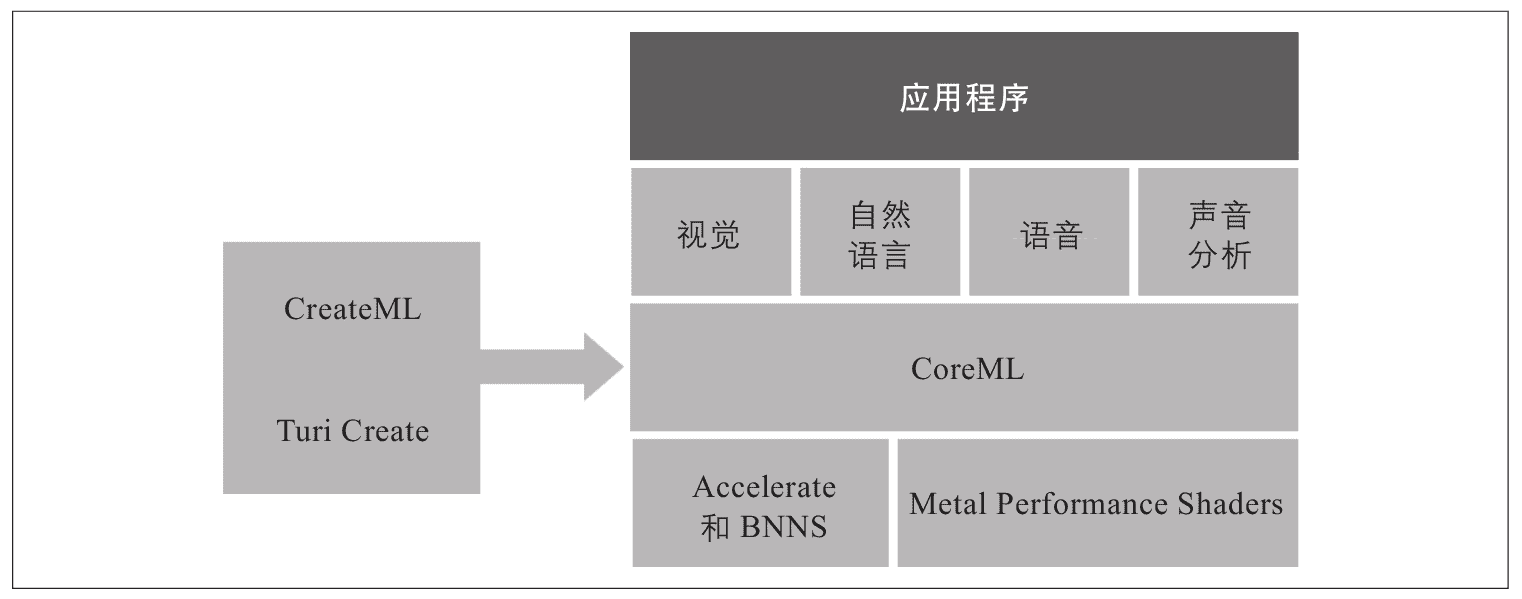 应用程序
视觉
自然
语言
语音
声音
分析
CreateML
Turi Create
CoreML
Accelerate
和 BNNS
Metal Performance Shaders